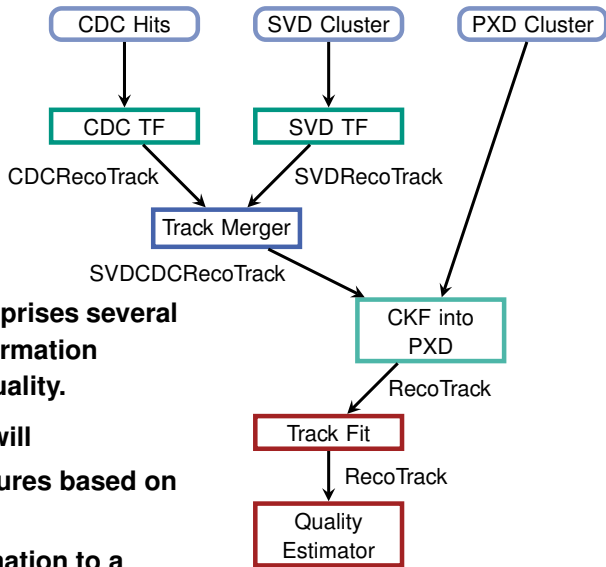 CDC Hits
SVD Cluster
PXD Cluster
CDC TF
SVD TF
CDCRecoTrack
SVDRecoTrack
Track Merger
SVDCDCRecoTrack
CKF into
PXD
prises several
rmation
uality.
RecoTrack
will
Track Fit
ures based on
RecoTrack
Quality
Estimator
nation to a